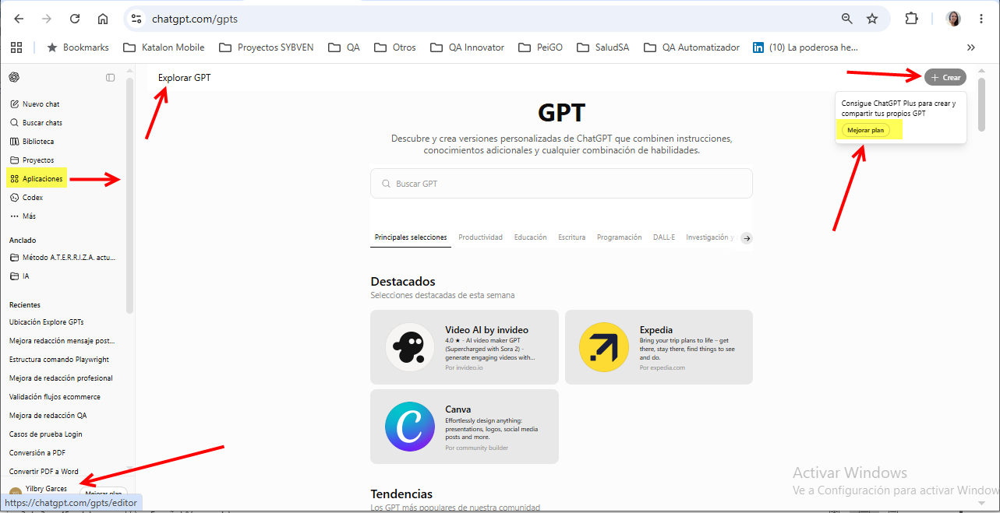 chatgpt.com/gpts
Bookmarks
Katalon Mobile
Proyectos SYBVEN
QA
Otros
QA Innovator
PeiGO
SaludSA
QA Automatizador
(10) La poderosa he...
Explorar GPT
Crear
Consigue ChatGPT Plus para crear y
compartir tus propios GPT
Mejorar plan
Nuevo chat
Buscar chats
Biblioteca
Proyectos
Aplicaciones
Codex
Más
Anclado
Método A.T.E.R.R.I.Z.A. actu...
IA
Recientes
Ubicación Explore GPTs
Mejora redacción mensaje post...
Estructura comando Playwright
Mejora de redacción profesional
Validación flujos ecommerce
Mejora de redacción QA
Casos de prueba Login
Conversión a PDF
Convertir PDF a Word
Yilbry Garces
Mejorar plan
https://chatgpt.com/gpts/editor
GPT
Descubre y crea versiones personalizadas de ChatGPT que combinen instrucciones,
conocimientos adicionales y cualquier combinación de habilidades.
Buscar GPT
Principales selecciones
Productividad
Educación
Escritura
Programación
DALL·E
Investigación y
Destacados
Selecciones destacadas de esta semana
Video AI by invideo
4.0 ★ - AI video maker GPT
(Supercharged with Sora 2) -
generate engaging videos with...
Por invideo.io
Expedia
Bring your trip plans to life – get
there, stay there, find things to see
and do.
Por expedia.com
Canva
Effortlessly design anything:
presentations, logos, social media
posts and more.
Por community builder
Tendencias
Los GPT más populares de nuestra comunidad
Activar Windows
Ve a Configuración para activar Window